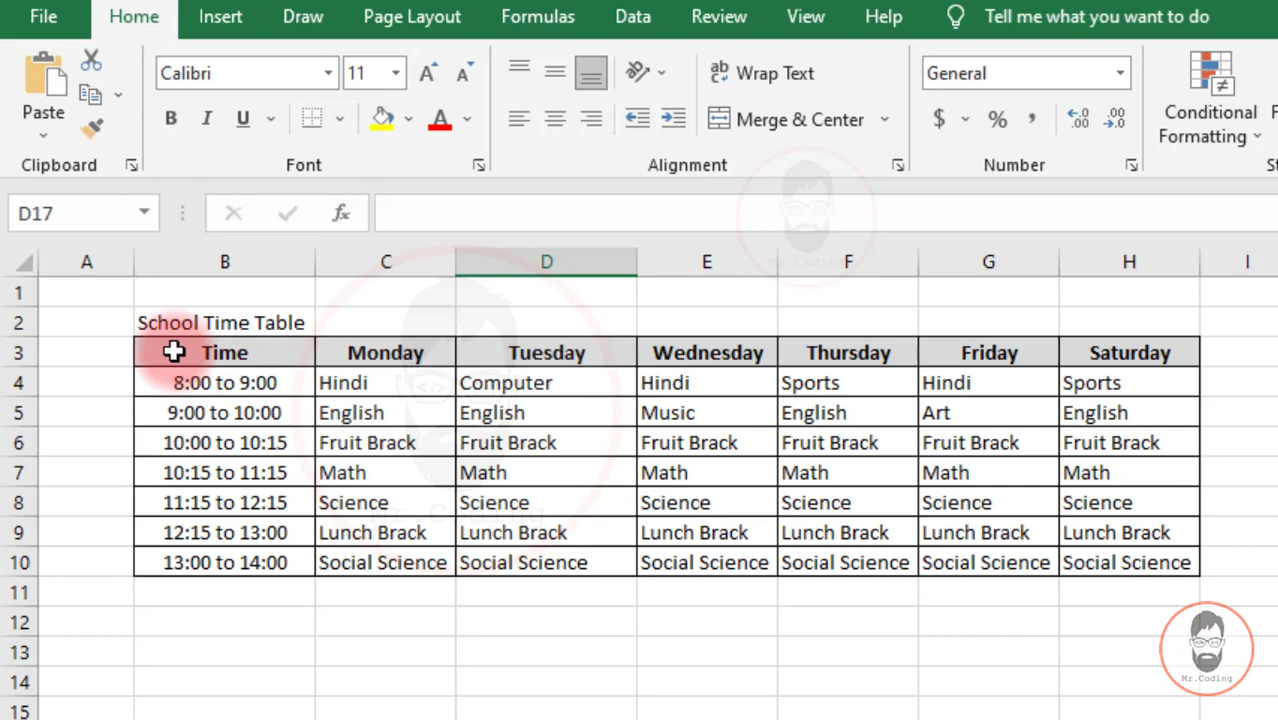 File Home Insert Draw Page Layout Formulas Data Review View Help Tell me what you want to do
Calibri 11 Wrap Text General
Paste B I U A Merge & Center $ % Conditional
Formatting
Clipboard Font Alignment Number
D17 fx
A B C D E F G H I
1
2 School Time Table
3 Time Monday Tuesday Wednesday Thursday Friday Saturday
4 8:00 to 9:00 Hindi Computer Hindi Sports Hindi Sports
5 9:00 to 10:00 English English Music English Art English
6 10:00 to 10:15 Fruit Brack Fruit Brack Fruit Brack Fruit Brack Fruit Brack Fruit Brack
7 10:15 to 11:15 Math Math Math Math Math Math
8 11:15 to 12:15 Science Science Science Science Science Science
9 12:15 to 13:00 Lunch Brack Lunch Brack Lunch Brack Lunch Brack Lunch Brack Lunch Brack
10 13:00 to 14:00 Social Science Social Science Social Science Social Science Social Science Social Science
11
12
13
14
15
Mr.Coding
Mr.Coding
Mr.Coding